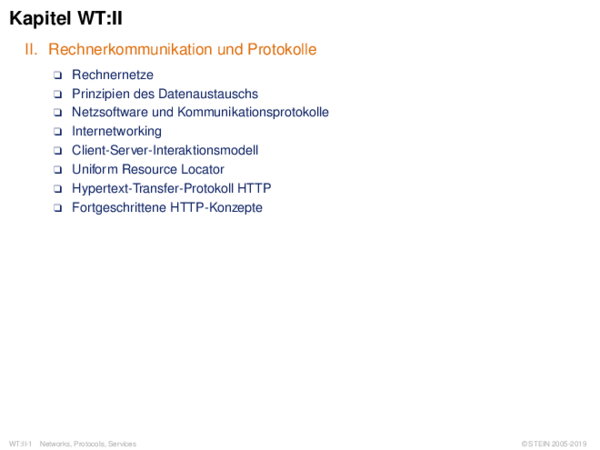 Kapitel WT:II
II. Rechnerkommunikation und Protokolle
❑ Rechnernetze
❑ Prinzipien des Datenaustauschs
❑ Netzsoftware und Kommunikationsprotokolle
❑ Internetworking
❑ Client-Server-Interaktionsmodell
❑ Uniform Resource Locator
❑ Hypertext-Transfer-Protokoll HTTP
❑ Fortgeschrittene HTTP-Konzepte
WT:II-1 Networks, Protocols, Services © STEIN 2005-2019